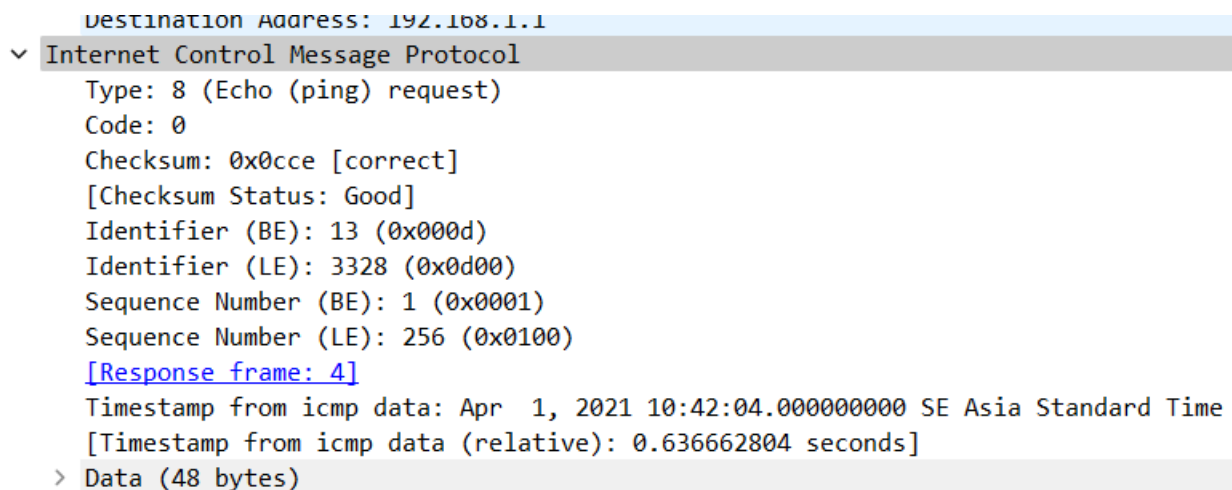 Destination Address: 192.168.1.1
Internet Control Message Protocol
Type: 8 (Echo (ping) request)
Code: 0
Checksum: 0x0cce [correct]
[Checksum Status: Good]
Identifier (BE): 13 (0x000d)
Identifier (LE): 3328 (0x0d00)
Sequence Number (BE): 1 (0x0001)
Sequence Number (LE): 256 (0x0100)
[Response frame: 4]
Timestamp from icmp data: Apr  1, 2021 10:42:04.000000000 SE Asia Standard Time
[Timestamp from icmp data (relative): 0.636662804 seconds]
Data (48 bytes)